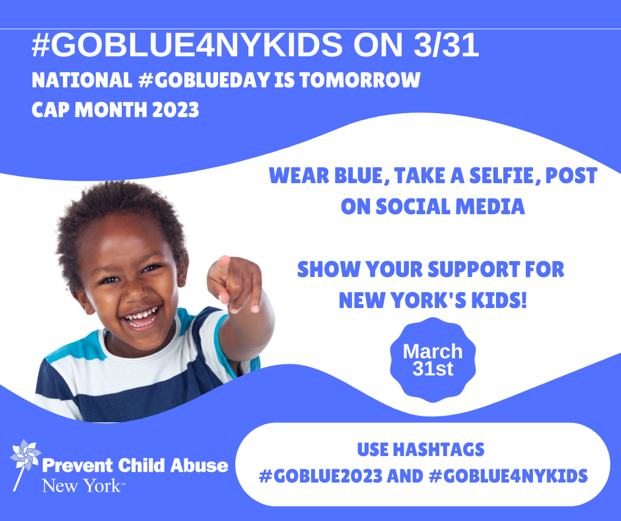 #GOBLUE4NYKIDS ON 3/31
NATIONAL #GOBLUEDAY IS TOMORROW
CAP MONTH 2023
WEAR BLUE, TAKE A SELFIE, POST
ON SOCIAL MEDIA
SHOW YOUR SUPPORT FOR
NEW YORK'S KIDS!
March
31st
Prevent Child Abuse
New York
USE HASHTAGS
#GOBLUE2023 AND #GOBLUE4NYKIDS